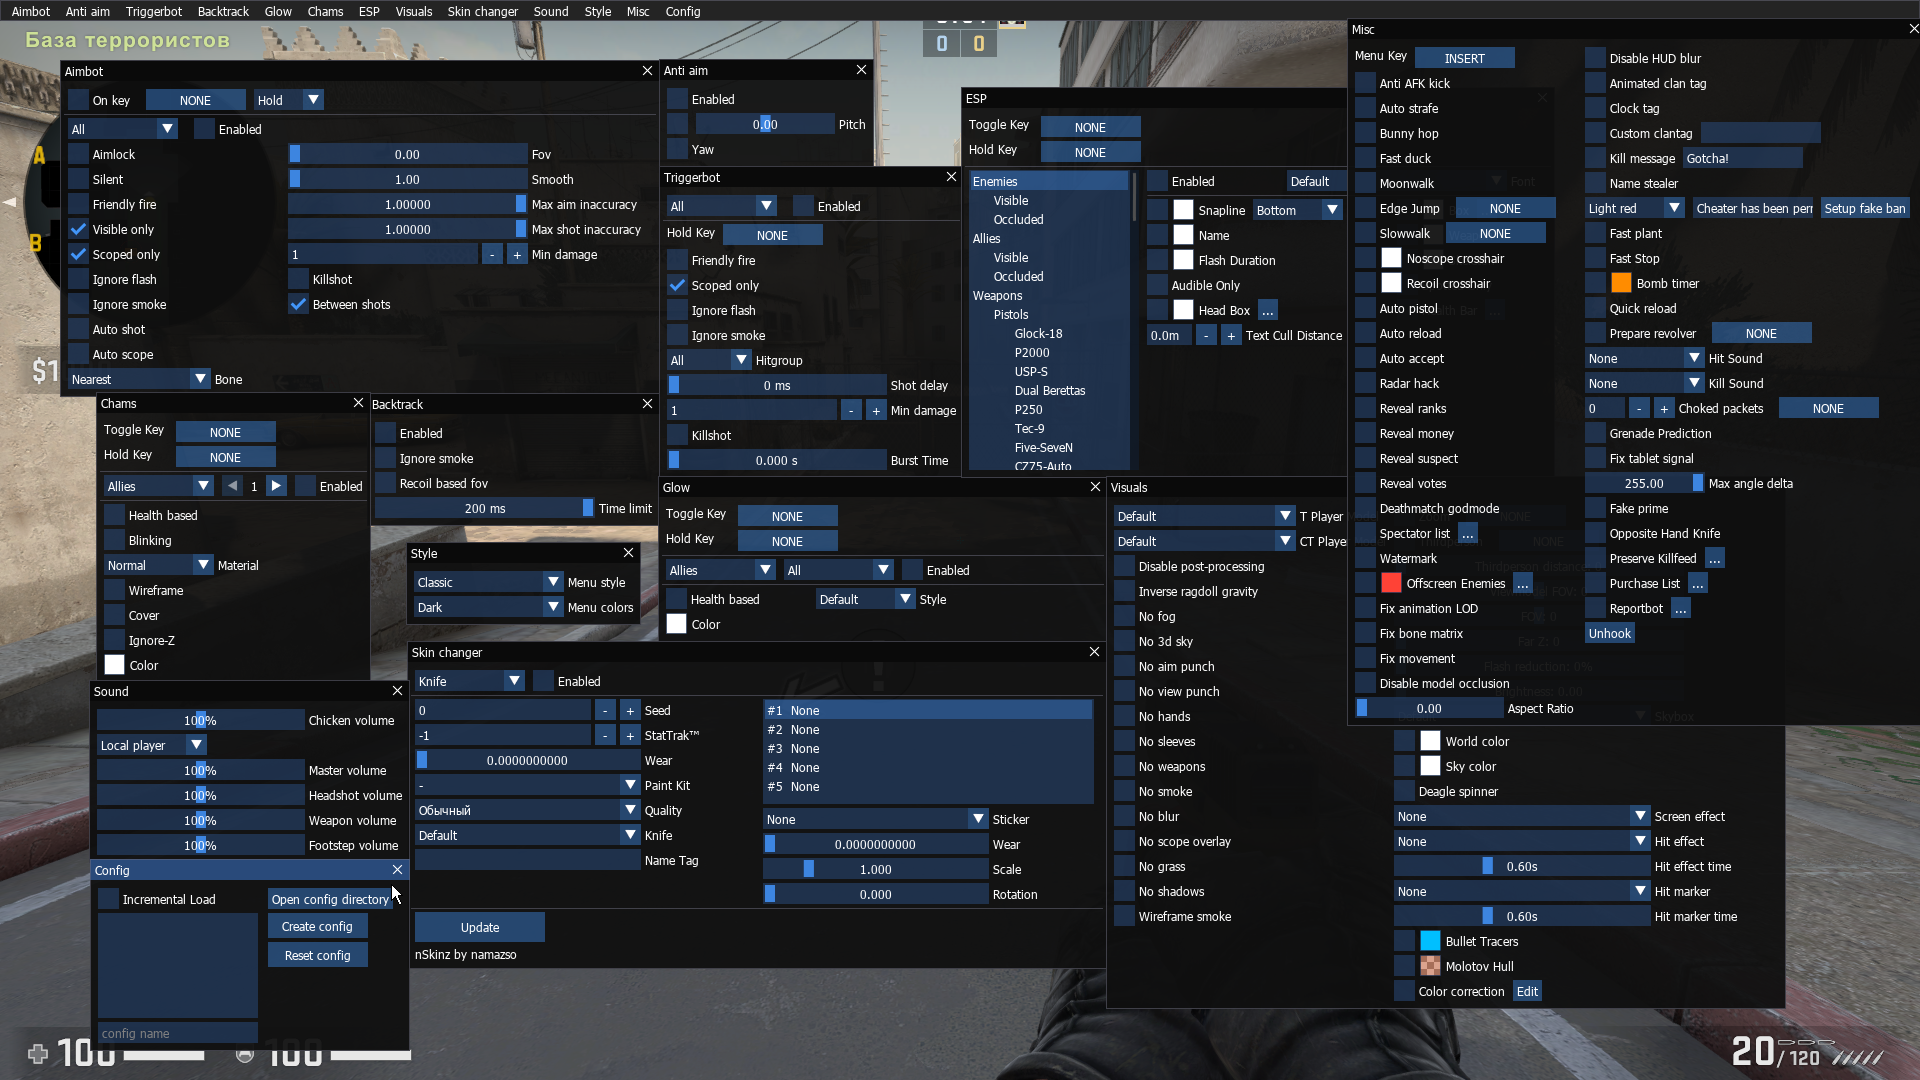 Aimbot Anti aim Triggerbot Backtrack Glow Chams ESP Visuals Skin changer Sound Style Misc Config
База террористов
0 0
A
B
Aimbot
On key NONE Hold
All Enabled
Aimlock 0.00 Fov
Silent 1.00 Smooth
Friendly fire 1.00000 Max aim inaccuracy
Visible only 1.00000 Max shot inaccuracy
Scoped only 1 - + Min damage
Ignore flash Killshot
Ignore smoke Between shots
Auto shot
Auto scope
Nearest Bone
$1
Anti aim
Enabled
0.00 Pitch
Yaw
Triggerbot
All Enabled
Hold Key NONE
Friendly fire
Scoped only
Ignore flash
Ignore smoke
All Hitgroup
0 ms Shot delay
1 - + Min damage
Killshot
0.000 s Burst Time
ESP
Toggle Key NONE
Hold Key NONE
Enemies
Visible
Occluded
Allies
Visible
Occluded
Weapons
Pistols
Glock-18
P2000
USP-S
Dual Berettas
P250
Tec-9
Five-SeveN
CZ75-Auto
Enabled Default
Snapline Bottom
Name
Flash Duration
Audible Only
Head Box ...
0.0m - + Text Cull Distance
Misc
Menu Key INSERT
Anti AFK kick
Auto strafe
Bunny hop
Fast duck
Moonwalk
Edge Jump NONE
Slowwalk NONE
Noscope crosshair
Recoil crosshair
Auto pistol
Auto reload
Auto accept
Radar hack
Reveal ranks
Reveal money
Reveal suspect
Reveal votes
Deathmatch godmode
Spectator list ...
Watermark
Offscreen Enemies ...
Fix animation LOD
Fix bone matrix
Fix movement
Disable model occlusion
0.00 Aspect Ratio
Disable HUD blur
Animated clan tag
Clock tag
Custom clantag
Kill message Gotcha!
Name stealer
Light red Cheater has been perr Setup fake ban
Fast plant
Fast Stop
Bomb timer
Quick reload
Prepare revolver NONE
None Hit Sound
None Kill Sound
0 - + Choked packets NONE
Grenade Prediction
Fix tablet signal
255.00 Max angle delta
Fake prime
Opposite Hand Knife
Preserve Killfeed ...
Purchase List ...
Reportbot ...
Unhook
Chams
Toggle Key NONE
Hold Key NONE
Allies 1 Enabled
Health based
Blinking
Normal Material
Wireframe
Cover
Ignore-Z
Color
Backtrack
Enabled
Ignore smoke
Recoil based fov
200 ms Time limit
Style
Classic Menu style
Dark Menu colors
Glow
Toggle Key NONE
Hold Key NONE
Allies All Enabled
Health based Default Style
Color
Visuals
Default T Player
Default CT Playe
Disable post-processing
Inverse ragdoll gravity
No fog
No 3d sky
No aim punch
No view punch
No hands
No sleeves
No weapons
No smoke
No blur
No scope overlay
No grass
No shadows
Wireframe smoke
Thirdperson distance
Far Z: 0
Flash reduction: 0%
Brightness: 0.00
Skybox
World color
Sky color
Deagle spinner
None Screen effect
None Hit effect
0.60s Hit effect time
None Hit marker
0.60s Hit marker time
Bullet Tracers
Molotov Hull
Color correction Edit
Skin changer
Knife Enabled
0 - + Seed
-1 - + StatTrak™
0.0000000000 Wear
- Paint Kit
Обычный Quality
Default Knife
Name Tag
#1 None
#2 None
#3 None
#4 None
#5 None
None Sticker
0.0000000000 Wear
1.000 Scale
0.000 Rotation
Update
nSkinz by namazso
Sound
100% Chicken volume
Local player
100% Master volume
100% Headshot volume
100% Weapon volume
100% Footstep volume
Config
Incremental Load Open config directory
Create config
Reset config
config name
100 100
20/120